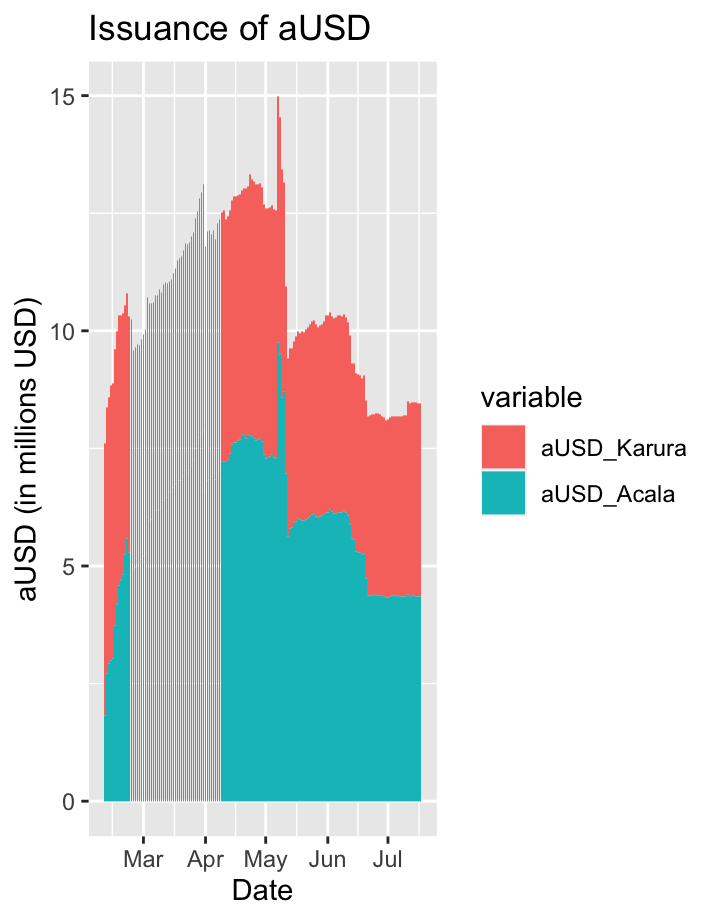 Issuance of aUSD
aUSD (in millions USD)
15
10
5
0
Mar Apr May Jun Jul
Date
variable
aUSD_Karura
aUSD_Acala